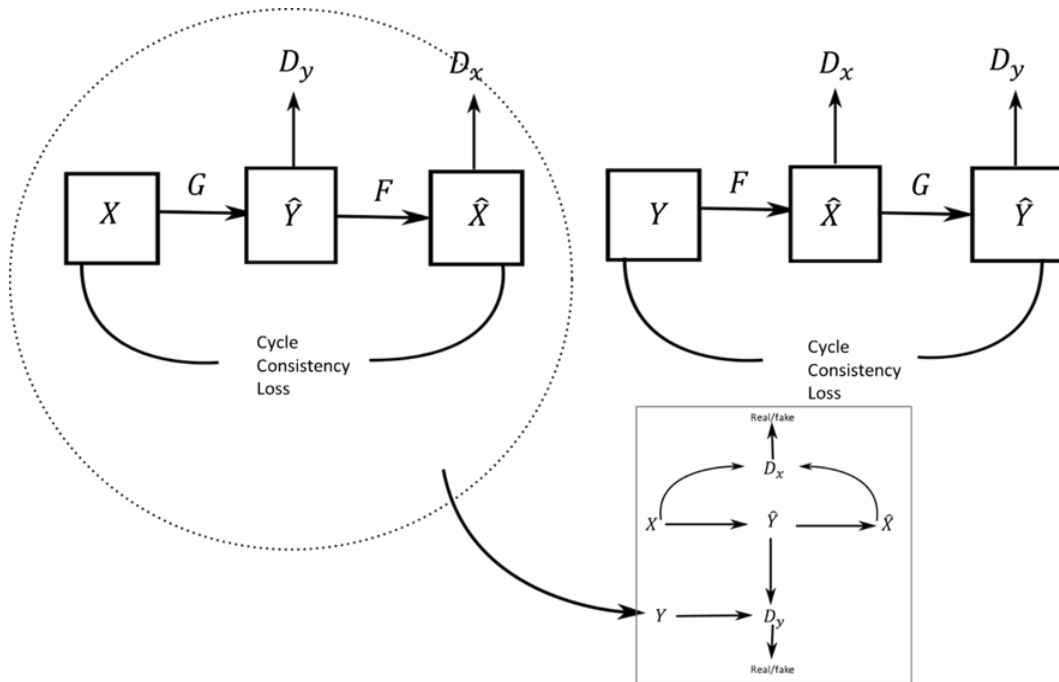 D_y
D_x
G
F
X
Ŷ
X̂
Cycle
Consistency
Loss
D_x
D_y
F
G
Y
X̂
Ŷ
Cycle
Consistency
Loss
Real/fake
D_x
X
Ŷ
X̂
Y
D_y
Real/fake